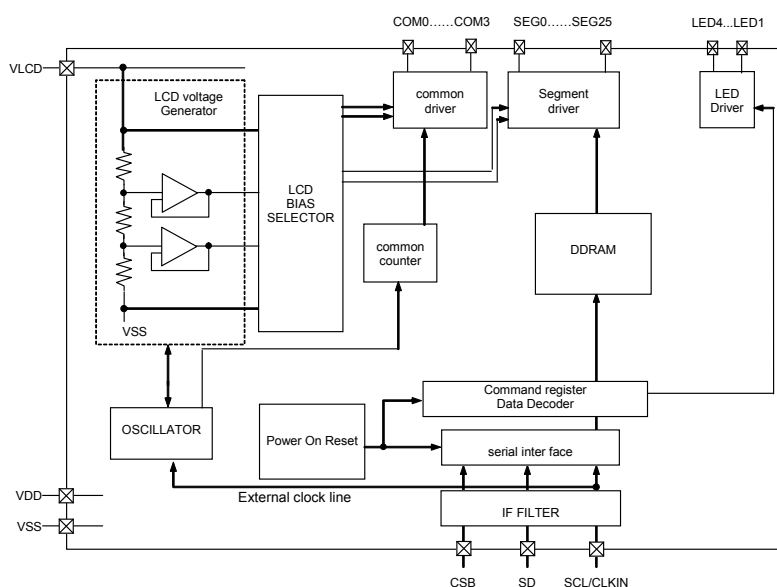 COM0......COM3
SEG0......SEG25
LED4...LED1
VLCD
LCD voltage
Generator
common
driver
Segment
driver
LED
Driver
LCD
BIAS
SELECTOR
common
counter
DDRAM
VSS
Command register
Data Decoder
OSCILLATOR
Power On Reset
serial inter face
VDD
External clock line
IF FILTER
VSS
CSB
SD
SCL/CLKIN